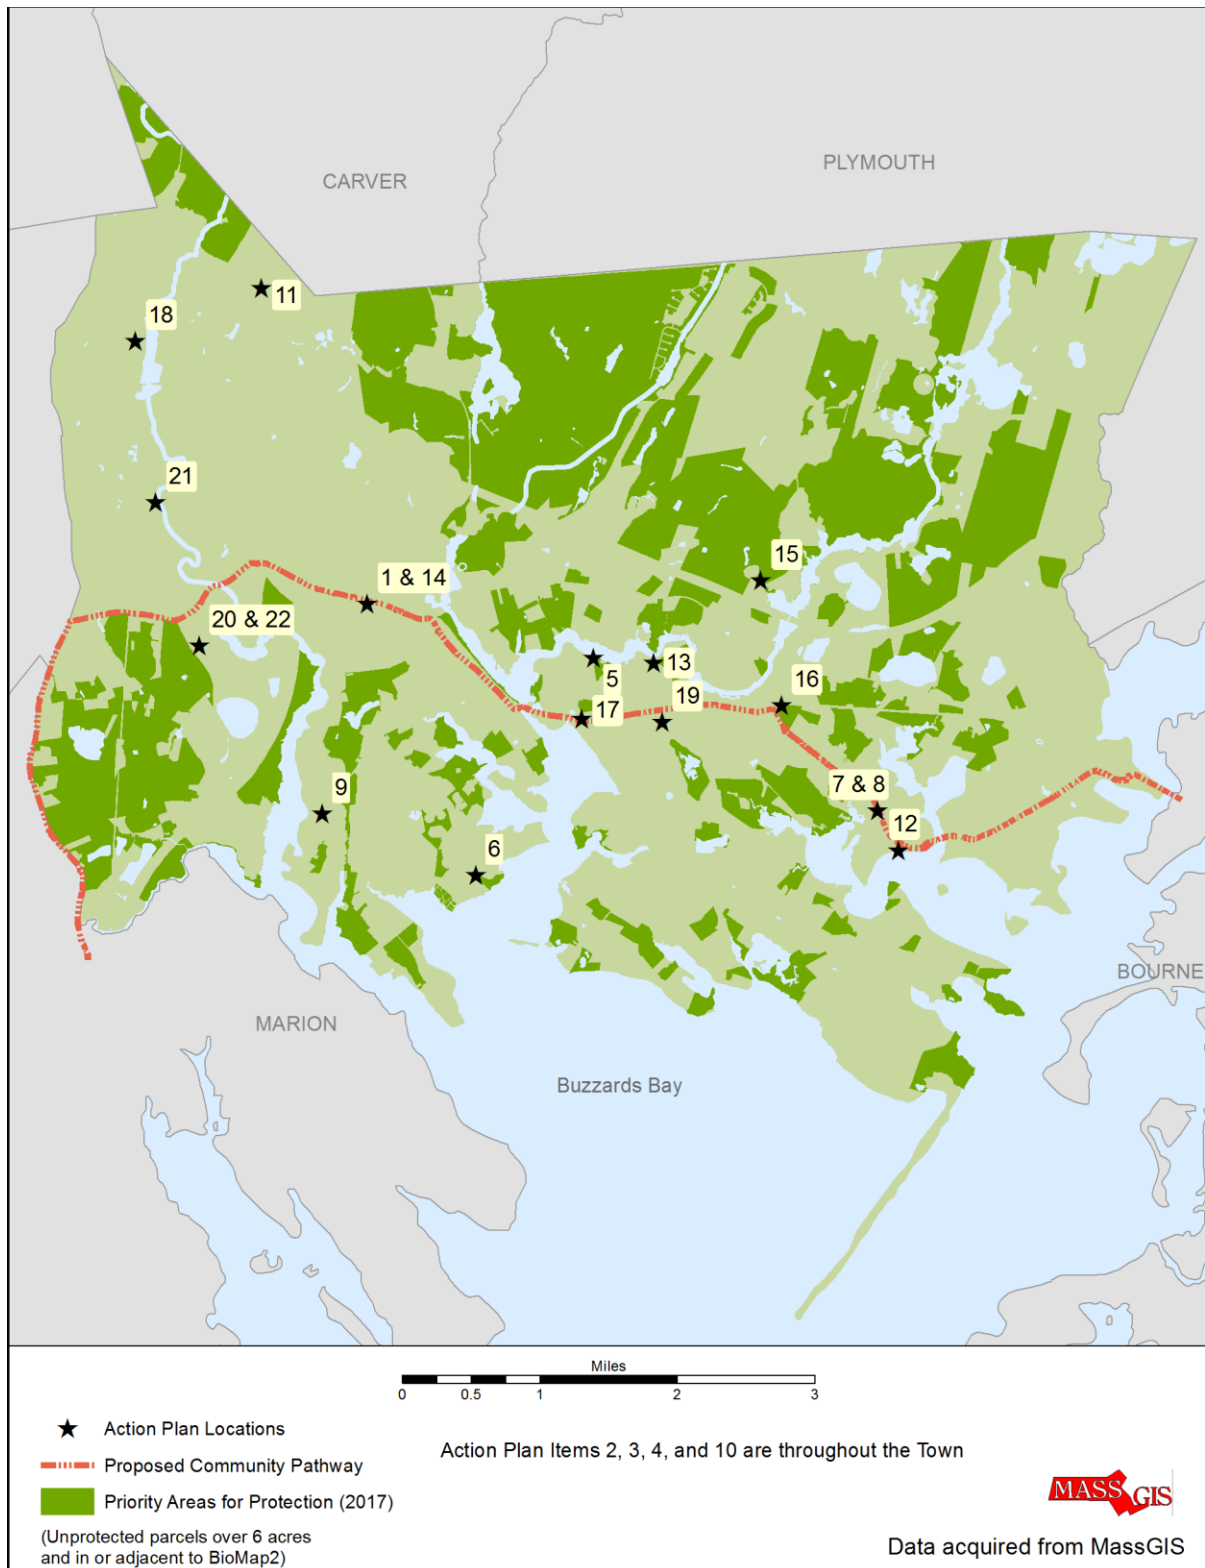 CARVER
PLYMOUTH
11
18
21
1 & 14
15
20 & 22
5
13
16
17
19
9
7 & 8
12
6
BOURNE
MARION
Buzzards Bay
Miles
0 0.5 1 2 3
Action Plan Locations
Action Plan Items 2, 3, 4, and 10 are throughout the Town
Proposed Community Pathway
Priority Areas for Protection (2017)
(Unprotected parcels over 6 acres
and in or adjacent to BioMap2)
MASS GIS
Data acquired from MassGIS